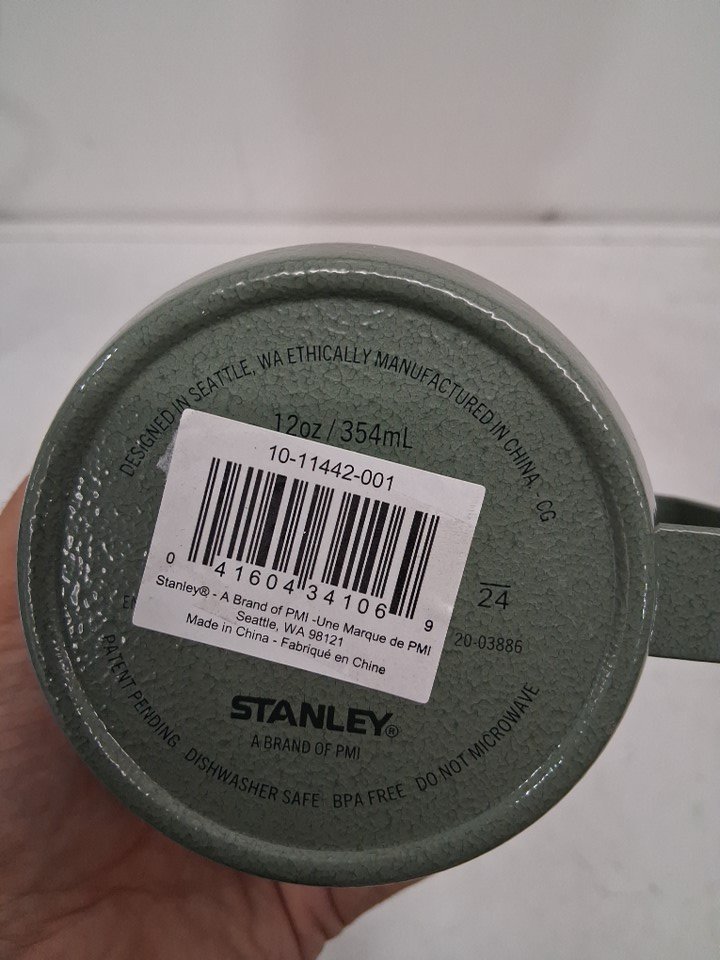 DESIGNED IN SEATTLE, WA ETHICALLY MANUFACTURED IN CHINA. - CG
12oz / 354mL
10-11442-001
0 41604 34106 9
Stanley® - A Brand of PMI -Une Marque de PMI
Seattle, WA 98121
Made in China - Fabriqué en Chine
24
20-03886
STANLEY®
A BRAND OF PMI
PATENT PENDING DISHWASHER SAFE BPA FREE DO NOT MICROWAVE